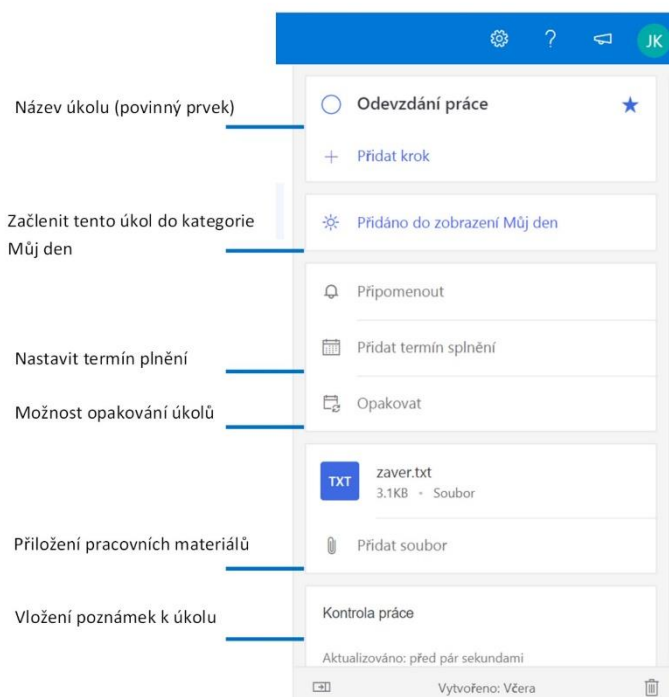 ?
JK
Název úkolu (povinný prvek)
Odevzdání práce
Přidat krok
Začlenit tento úkol do kategorie
Můj den
Přidáno do zobrazení Můj den
Připomenout
Nastavit termín plnění
Přidat termín splnění
Možnost opakování úkolů
Opakovat
TXT
zaver.txt
3.1KB • Soubor
Přiložení pracovních materiálů
Přidat soubor
Vložení poznámek k úkolu
Kontrola práce
Aktualizováno: před pár sekundami
Vytvořeno: Včera